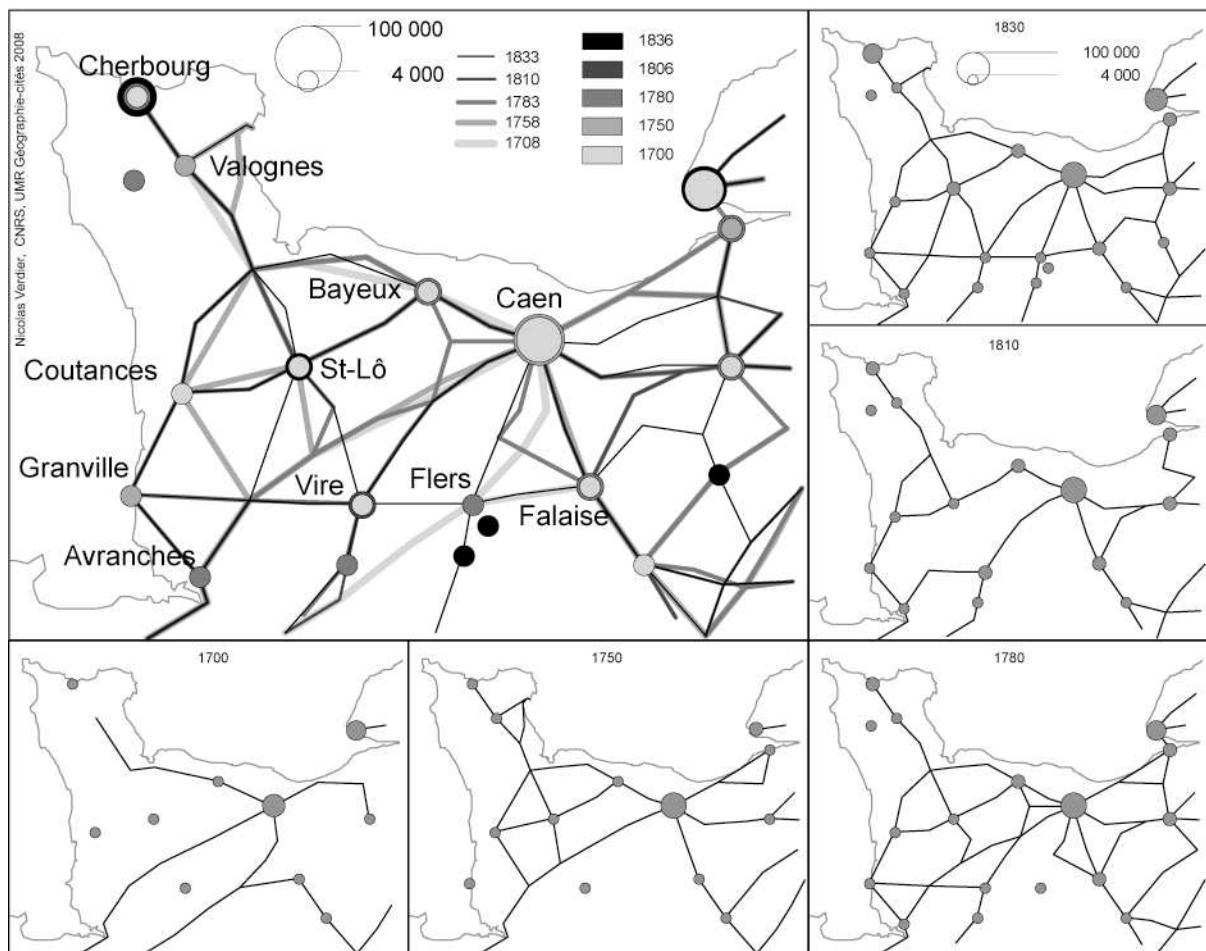 Nicolas Verdier, CNRS, UMR Géographie-cités 2008
100 000
4 000
1833
1810
1783
1758
1708
1836
1806
1780
1750
1700
Cherbourg
Valognes
Bayeux
Caen
Coutances
St-Lô
Granville
Vire
Flers
Falaise
Avranches
1830
100 000
4 000
1810
1700
1750
1780